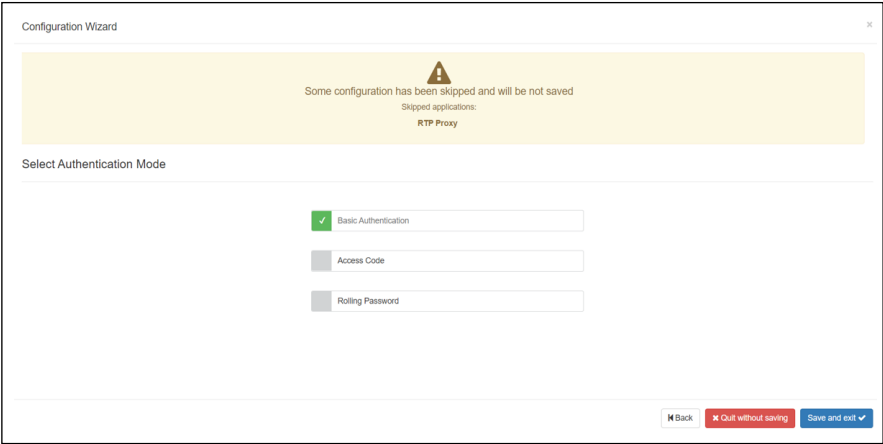 Configuration Wizard
×
Some configuration has been skipped and will be not saved
Skipped applications:
RTP Proxy
Select Authentication Mode
Basic Authentication
Access Code
Rolling Password
Back
Quit without saving
Save and exit